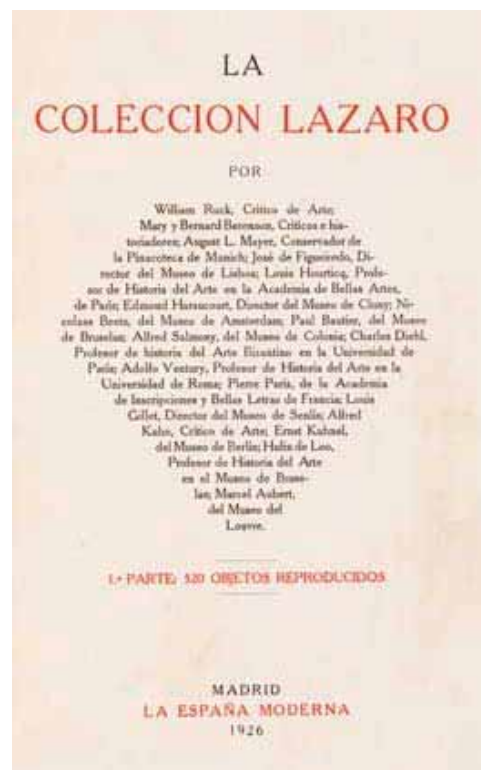 LA
COLECCION LAZARO
POR
William Ruck, Crítico de Arte;
Mary y Bernard Berenson, Críticos e his-
toriadores; August L. Mayer, Conservador de
la Pinacoteca de Munich; José de Figueiredo, Di-
rector del Museo de Lisboa; Louis Hourticq, Profe-
sor de Historia del Arte en la Academia de Bellas Artes,
de París; Edmond Haraucourt, Director del Museo de Cluny; Ni-
colaas Beets, del Museo de Amsterdam; Paul Bautier, del Museo
de Bruselas; Alfred Salmony, del Museo de Colonia; Charles Diehl,
Profesor de historia del Arte Bizantino en la Universidad de
París; Adolfo Ventury, Profesor de Historia del Arte en la
Universidad de Roma; Pierre París, de la Academia
de Inscripciones y Bellas Letras de Francia; Louis
Gillet, Director del Museo de Senlis; Alfred
Kuhn, Crítico de Arte; Ernst Kuhnel,
del Museo de Berlín; de Loo,
Profesor de Historia del Arte
en el Museo de Bruse-
las; Marcel Aubert,
del Museo del
Louvre.
1.ª PARTE: 520 OBJETOS REPRODUCIDOS
MADRID
LA ESPAÑA MODERNA
1926